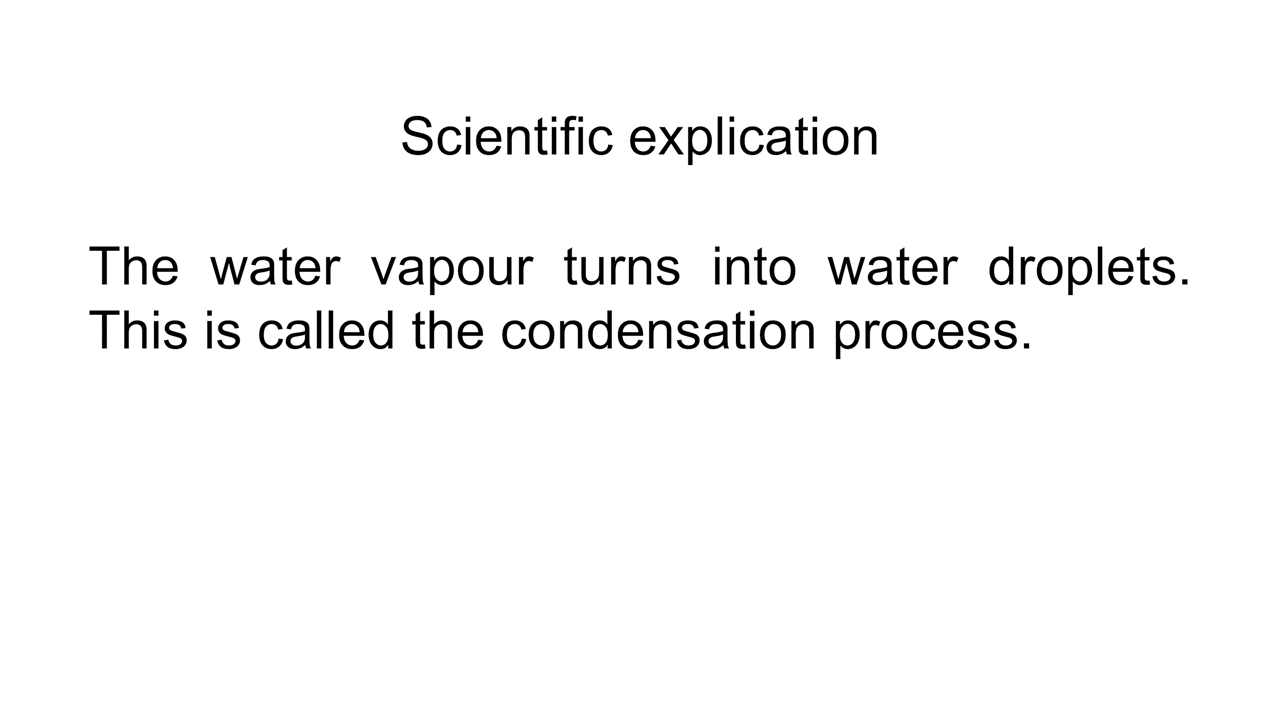 Scientific explication
The water vapour turns into water droplets.
This is called the condensation process.